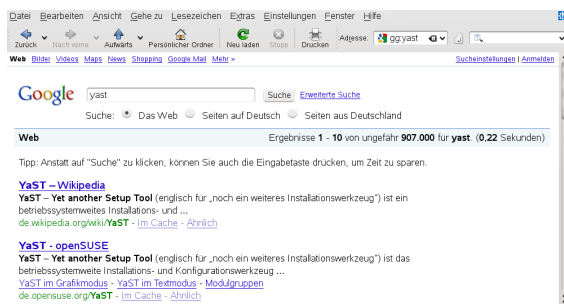 Datei Bearbeiten Ansicht Gehe zu Lesezeichen Extras Einstellungen Fenster Hilfe
Zurück Nach vorne Aufwärts Persönlicher Ordner Neu laden Stopp Drucken Adresse: gg:yast
Web Bilder Videos Maps News Shopping Google Mail Mehr » Sucheinstellungen | Anmelden
Google yast Suche Erweiterte Suche
Suche: Das Web Seiten auf Deutsch Seiten aus Deutschland
Web Ergebnisse 1 - 10 von ungefähr 907.000 für yast. (0,22 Sekunden)
Tipp: Anstatt auf "Suche" zu klicken, können Sie auch die Eingabetaste drücken, um Zeit zu sparen.
YaST – Wikipedia
YaST – Yet another Setup Tool (englisch für „noch ein weiteres Installationswerkzeug“) ist ein
betriebssystemweites Installations- und ...
de.wikipedia.org/wiki/YaST - Im Cache - Ähnlich
YaST - openSUSE
YaST – Yet another Setup Tool (englisch für „noch ein weiteres Installationswerkzeug“) ist das
betriebssystemweite Installations- und Konfigurationswerkzeug ...
YaST im Grafikmodus - YaST im Textmodus - Modulgruppen
de.opensuse.org/YaST - Im Cache - Ähnlich